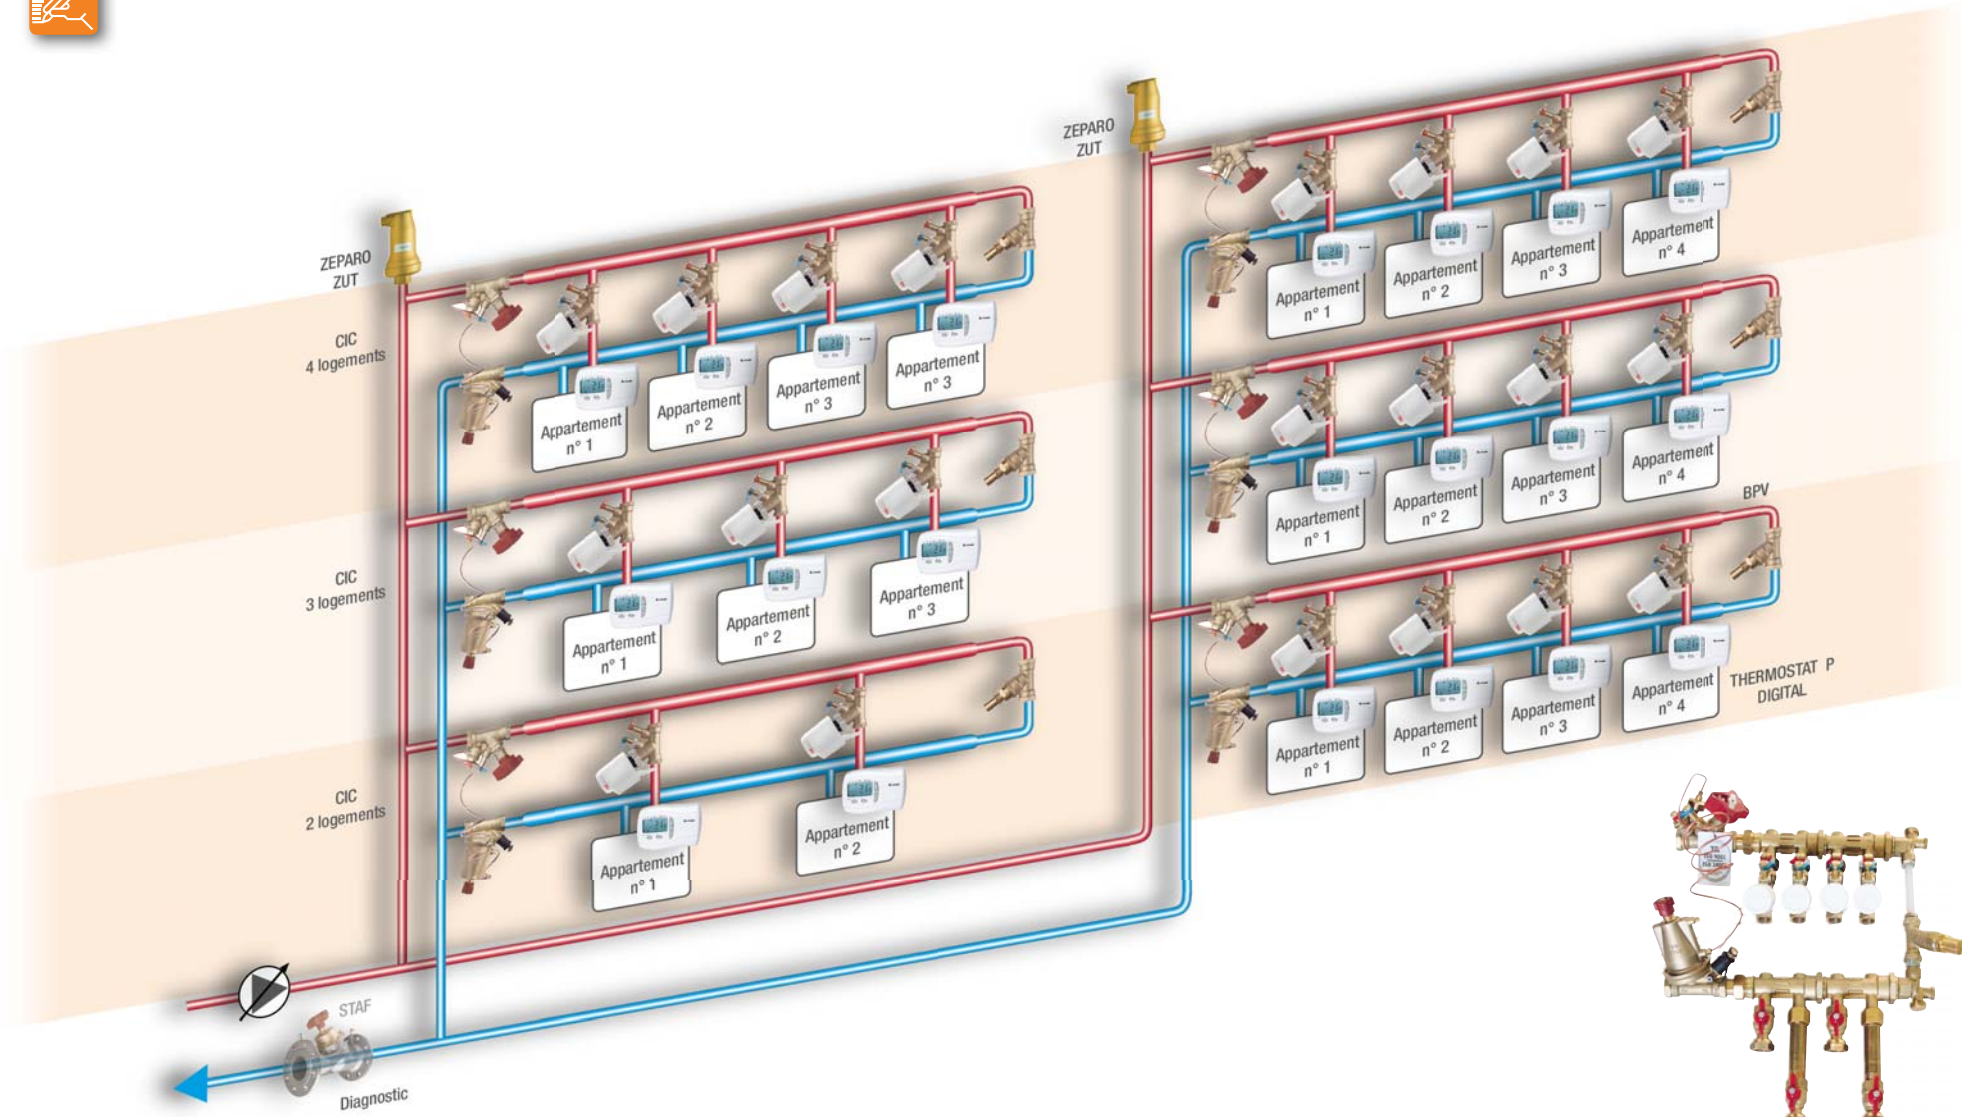 ZEPARO
ZUT
CIC
4 logements
Appartement
n° 1
Appartement
n° 2
Appartement
n° 3
Appartement
n° 3
CIC
3 logements
Appartement
n° 1
Appartement
n° 2
Appartement
n° 3
CIC
2 logements
Appartement
n° 1
Appartement
n° 2
ZEPARO
ZUT
Appartement
n° 1
Appartement
n° 2
Appartement
n° 3
Appartement
n° 4
Appartement
n° 1
Appartement
n° 2
Appartement
n° 3
Appartement
n° 4
BPV
Appartement
n° 1
Appartement
n° 2
Appartement
n° 3
Appartement
n° 4
THERMOSTAT P
DIGITAL
STAF
Diagnostic